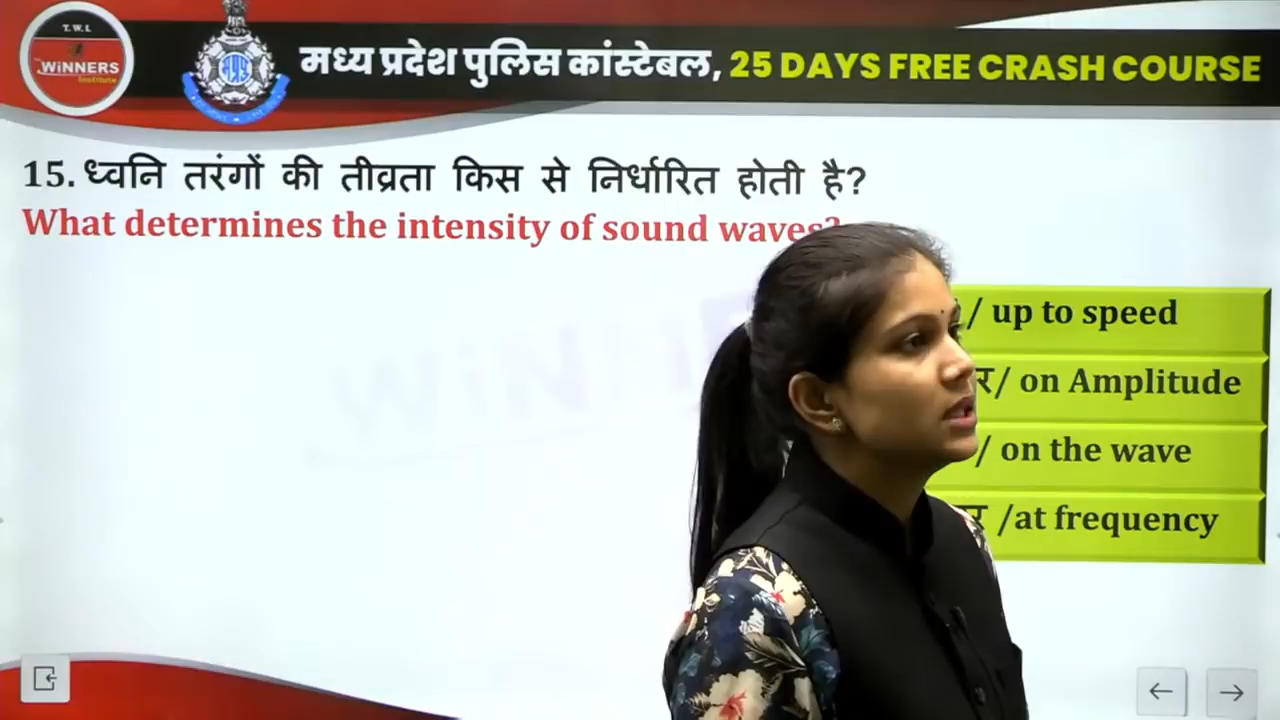 T. W. I.
WiNNERS
Institute
मध्य प्रदेश पुलिस कांस्टेबल, 25 DAYS FREE CRASH COURSE
15. ध्वनि तरंगों की तीव्रता किस से निर्धारित होती है?
What determines the intensity of sound waves?
/ up to speed
र/ on Amplitude
/ on the wave
र /at frequency